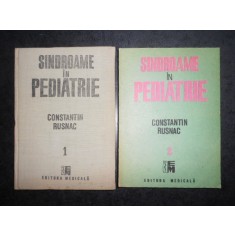 SINDROAME
ÎN
PEDIATRIE
CONSTANTIN
RUSNAC
1
EDITURA MEDICALĂ
SINDROAME
ÎN
PEDIATRIE
CONSTANTIN
RUSNAC
EDITURA MEDICALĂ